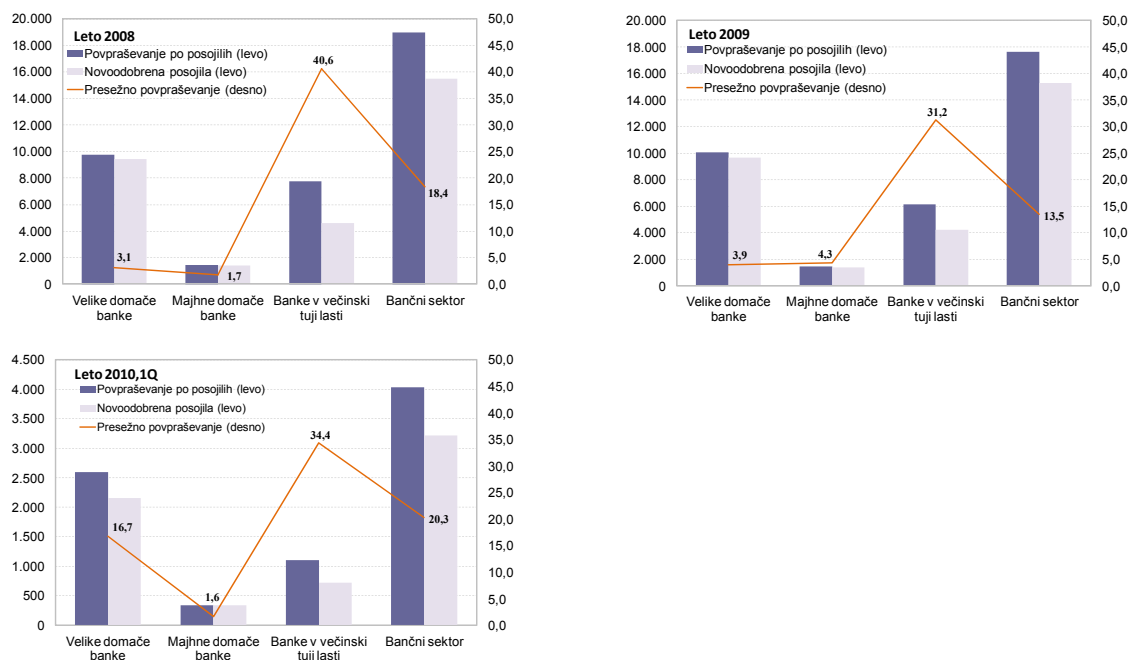 Leto 2008
Povpraševanje po posojilih (levo)
Novoodobrena posojila (levo)
Presežno povpraševanje (desno)
20.000
18.000
16.000
14.000
12.000
10.000
8.000
6.000
4.000
2.000
0
50,0
45,0
40,0
35,0
30,0
25,0
20,0
15,0
10,0
5,0
0,0
3,1
1,7
40,6
18,4
Velike domače
banke
Majhne domače
banke
Banke v večinski
tuji lasti
Bančni sektor
Leto 2009
Povpraševanje po posojilih (levo)
Novoodobrena posojila (levo)
Presežno povpraševanje (desno)
20.000
18.000
16.000
14.000
12.000
10.000
8.000
6.000
4.000
2.000
0
50,0
45,0
40,0
35,0
30,0
25,0
20,0
15,0
10,0
5,0
0,0
3,9
4,3
31,2
13,5
Velike domače
banke
Majhne domače
banke
Banke v večinski
tuji lasti
Bančni sektor
Leto 2010,1Q
Povpraševanje po posojilih (levo)
Novoodobrena posojila (levo)
Presežno povpraševanje (desno)
4.500
4.000
3.500
3.000
2.500
2.000
1.500
1.000
500
0
50,0
45,0
40,0
35,0
30,0
25,0
20,0
15,0
10,0
5,0
0,0
16,7
1,6
34,4
20,3
Velike domače
banke
Majhne domače
banke
Banke v večinski
tuji lasti
Bančni sektor